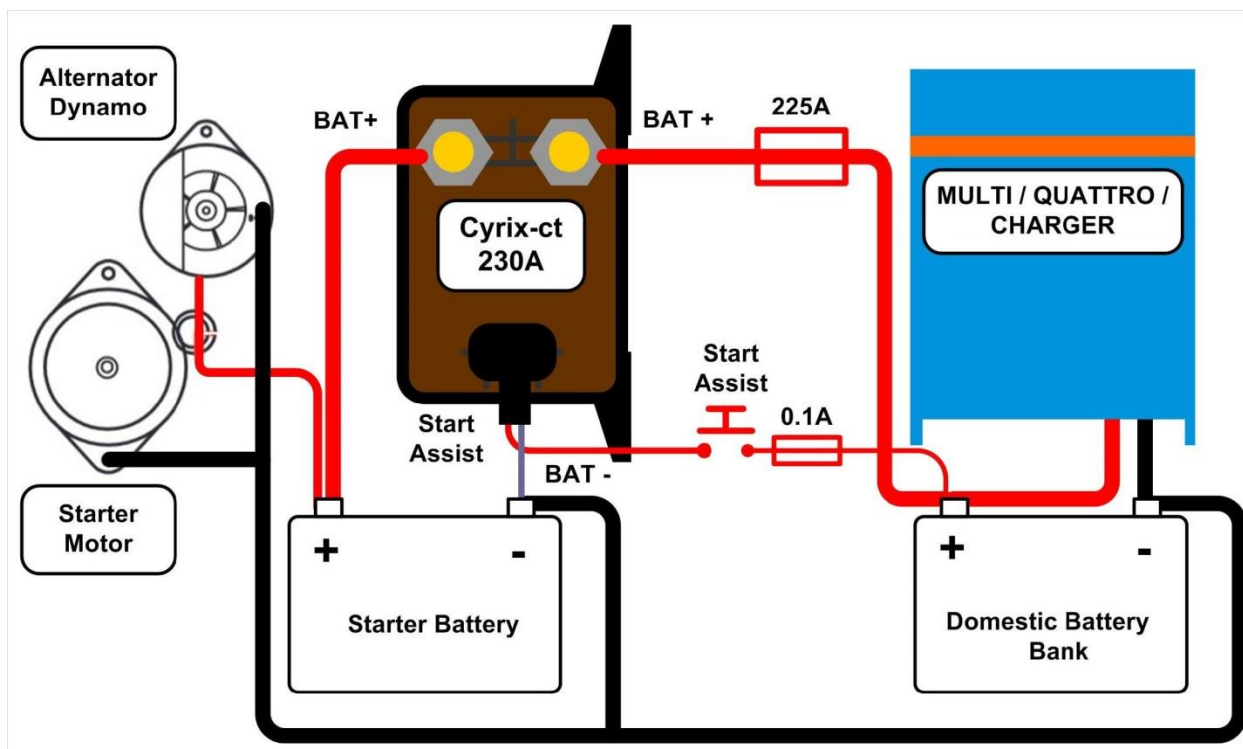 Alternator
Dynamo
BAT+
BAT +
225A
MULTI / QUATTRO /
CHARGER
Cyrix-ct
230A
Start
Assist
Start
Assist
0.1A
BAT -
Starter
Motor
+
-
+
-
Starter Battery
Domestic Battery
Bank